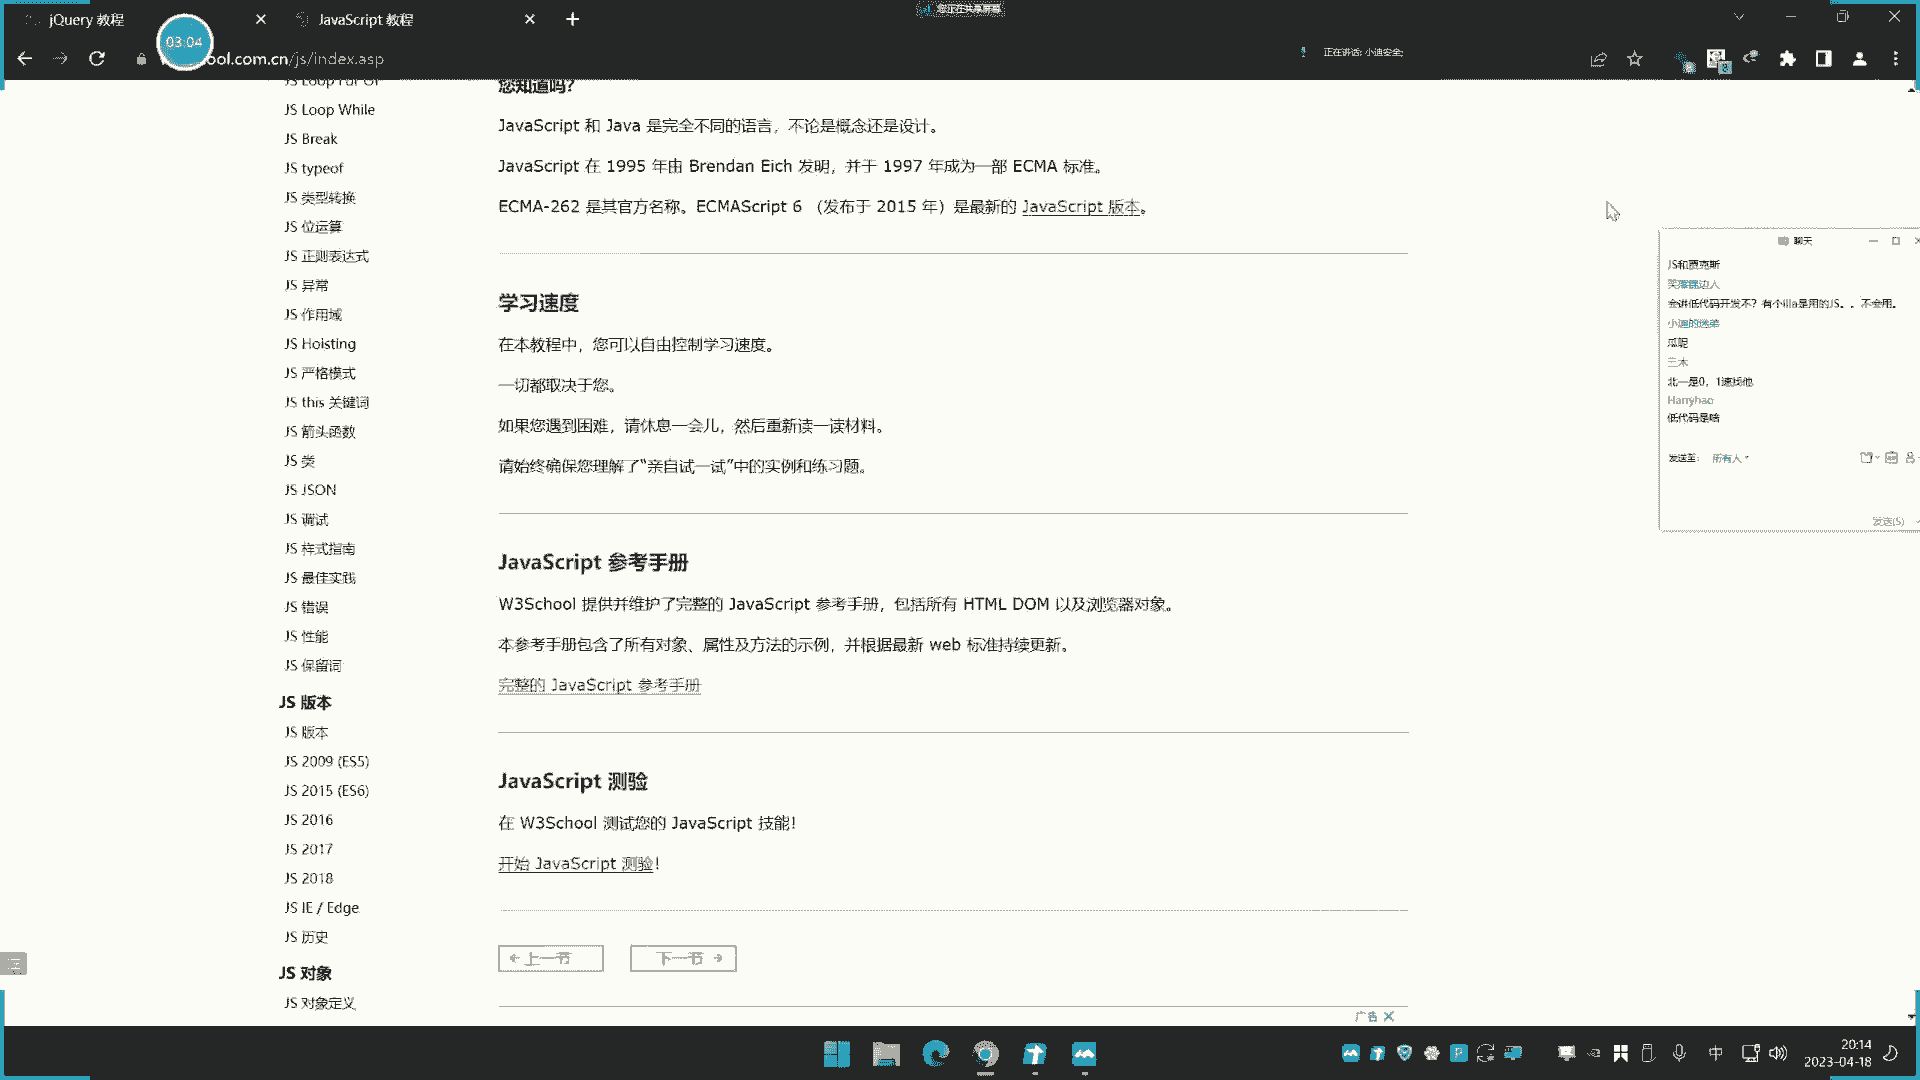 jQuery 教程
JavaScript 教程
您正在共享屏幕
03:04
ool.com.cn/js/index.asp
正在讲话: 小迪安全;
JS Loop For Of
JS Loop While
JS Break
JS typeof
JS 类型转换
JS 位运算
JS 正则表达式
JS 异常
JS 作用域
JS Hoisting
JS 严格模式
JS this 关键词
JS 箭头函数
JS 类
JS JSON
JS 调试
JS 样式指南
JS 最佳实践
JS 错误
JS 性能
JS 保留词
JS 版本
JS 版本
JS 2009 (ES5)
JS 2015 (ES6)
JS 2016
JS 2017
JS 2018
JS IE / Edge
JS 历史
JS 对象
JS 对象定义
您知道吗?
JavaScript 和 Java 是完全不同的语言，不论是概念还是设计。
JavaScript 在 1995 年由 Brendan Eich 发明，并于 1997 年成为一部 ECMA 标准。
ECMA-262 是其官方名称。ECMAScript 6 （发布于 2015 年）是最新的 JavaScript 版本。
学习速度
在本教程中，您可以自由控制学习速度。
一切都取决于您。
如果您遇到困难，请休息一会儿，然后重新读一读材料。
请始终确保您理解了“亲自试一试”中的实例和练习题。
JavaScript 参考手册
W3School 提供并维护了完整的 JavaScript 参考手册，包括所有 HTML DOM 以及浏览器对象。
本参考手册包含了所有对象、属性及方法的示例，并根据最新 web 标准持续更新。
完整的 JavaScript 参考手册
JavaScript 测验
在 W3School 测试您的 JavaScript 技能！
开始 JavaScript 测验！
上一节
下一节
广告
聊天
JS和贾克斯
会讲低代码开发不？有个illa是用的JS。。不会用。
小迪的迷弟
瓜呢
三木
北一是0，1速找他
Harryhao
低代码是啥
发送至: 所有人
发送(S)
中
20:14
2023-04-18